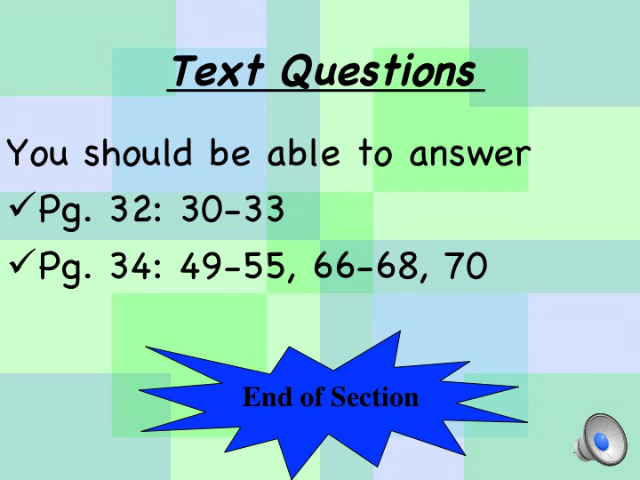 Text Questions
You should be able to answer
✓Pg. 32: 30-33
✓Pg. 34: 49-55, 66-68, 70
End of Section